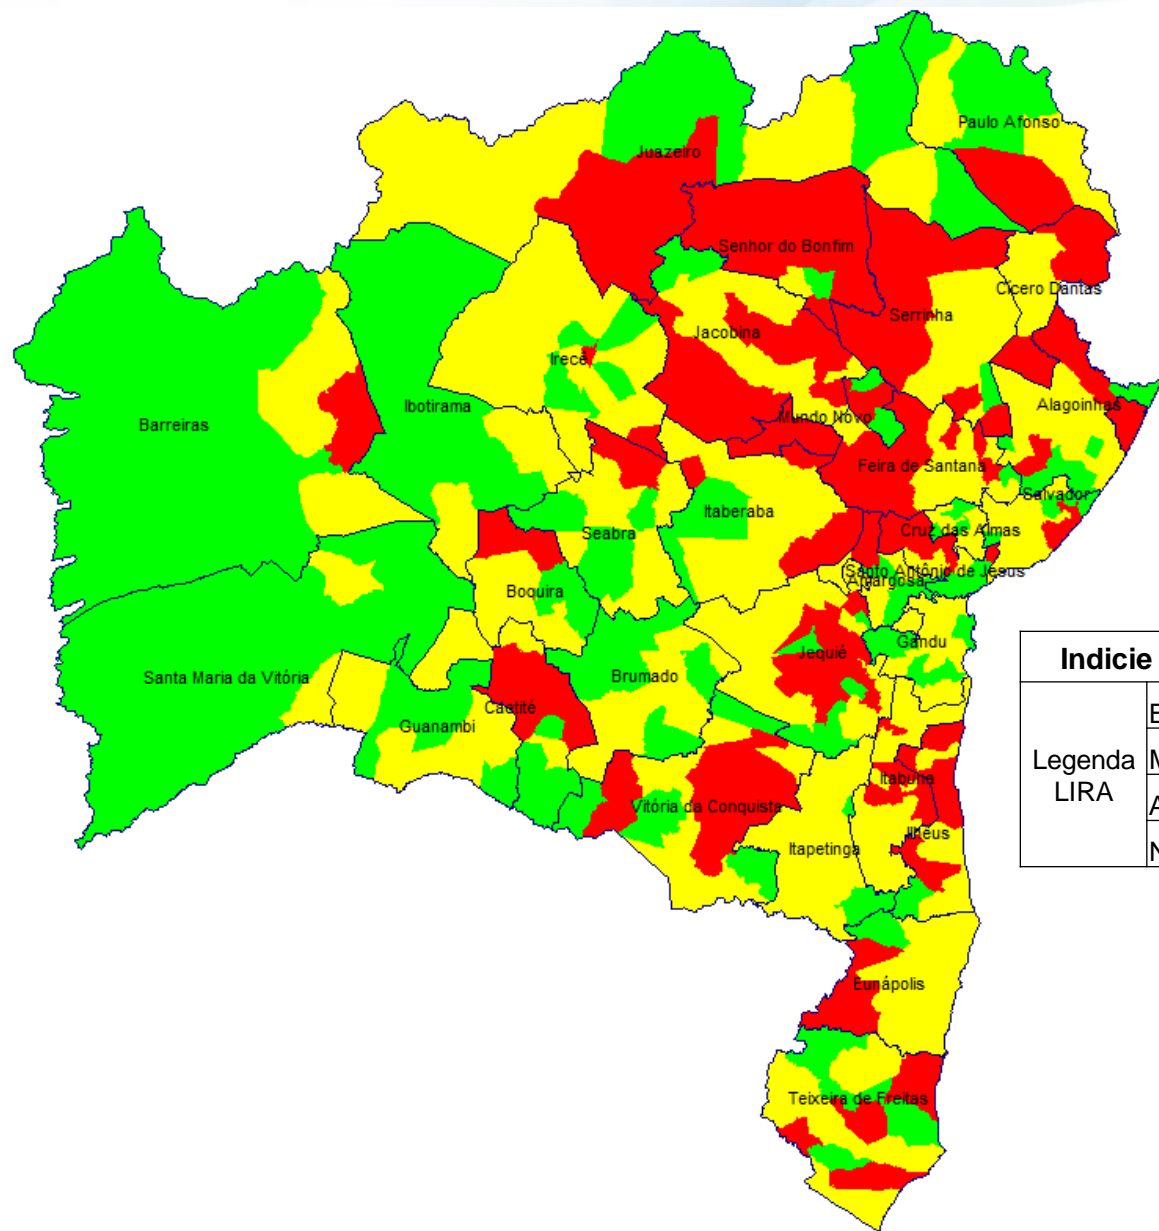 Paulo Afonso
Juazeiro
Senhor do Bonfim
Cícero Dantas
Serrinha
Jacobina
Irecê
Ibotirama
Mundo Novo
Alagoinhas
Barreiras
Feira de Santana
Salvador
Itaberaba
Seabra
Cruz das Almas
Santo Antônio de Jesus
Amargosa
Boquira
Gandu
Jequié
Santa Maria da Vitória
Brumado
Caetité
Guanambi
Itabuna
Vitória da Conquista
Ilhéus
Itapetinga
Eunápolis
Teixeira de Freitas
Indicie
Legenda
LIRA